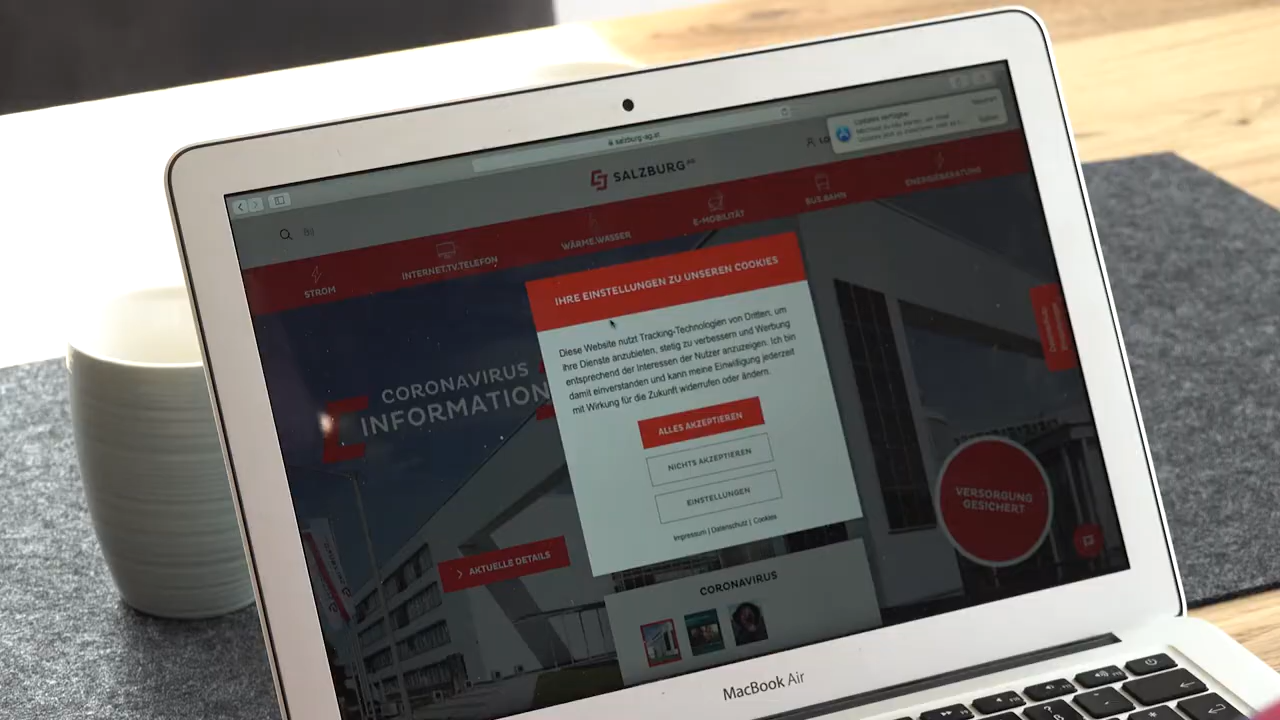 salzburg-ag.at
Updates verfügbar
SALZBURG AG
STROM
INTERNET.TV.TELEFON
WÄRME.WASSER
E-MOBILITÄT
BUS.BAHN
ENERGIEBERATUNG
IHRE EINSTELLUNGEN ZU UNSEREN COOKIES
Diese Website nutzt Tracking-Technologien von Dritten, um
ihre Dienste anzubieten, stetig zu verbessern und Werbung
entsprechend der Interessen der Nutzer anzuzeigen. Ich bin
damit einverstanden und kann meine Einwilligung jederzeit
mit Wirkung für die Zukunft widerrufen oder ändern.
CORONAVIRUS
INFORMATION
ALLES AKZEPTIEREN
NICHTS AKZEPTIEREN
EINSTELLUNGEN
Impressum | Datenschutz | Cookies
VERSORGUNG
GESICHERT
AKTUELLE DETAILS
CORONAVIRUS
MacBook Air